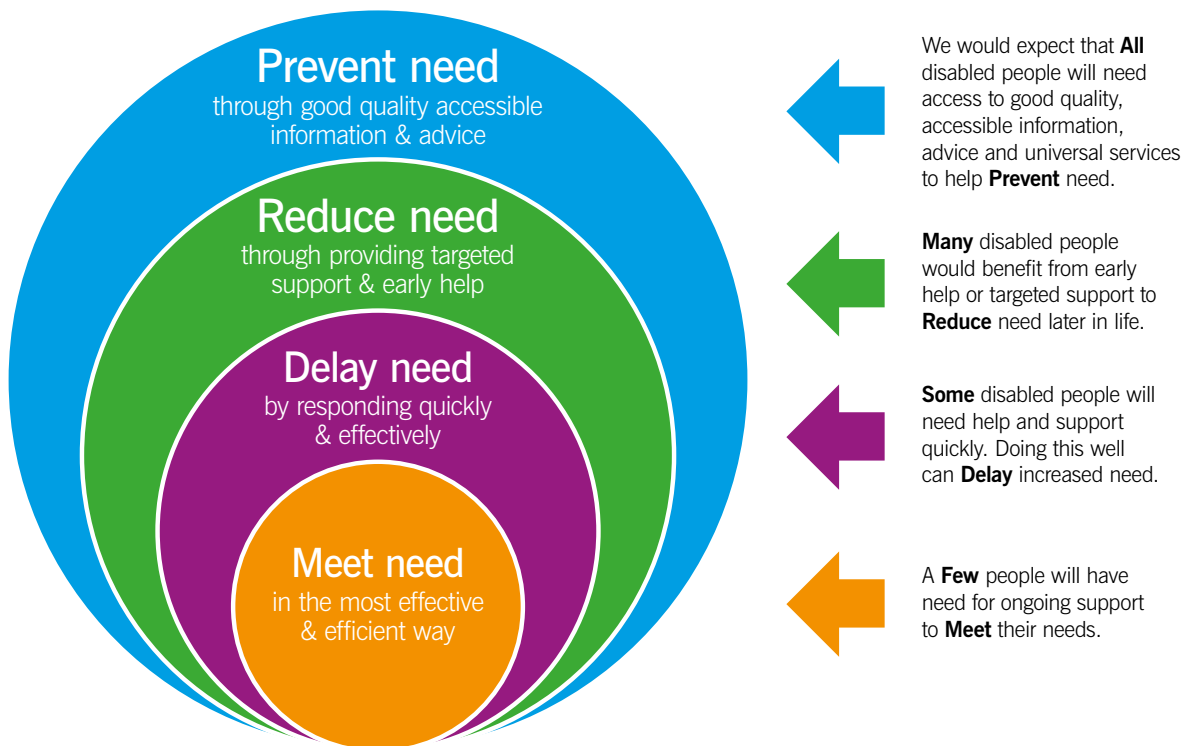 Prevent need
through good quality accessible
information & advice
We would expect that All
disabled people will need
access to good quality,
accessible information,
advice and universal services
to help Prevent need.
Reduce need
through providing targeted
support & early help
Many disabled people
would benefit from early
help or targeted support to
Reduce need later in life.
Delay need
by responding quickly
& effectively
Some disabled people will
need help and support
quickly. Doing this well
can Delay increased need.
Meet need
in the most effective
& efficient way
A Few people will have
need for ongoing support
to Meet their needs.